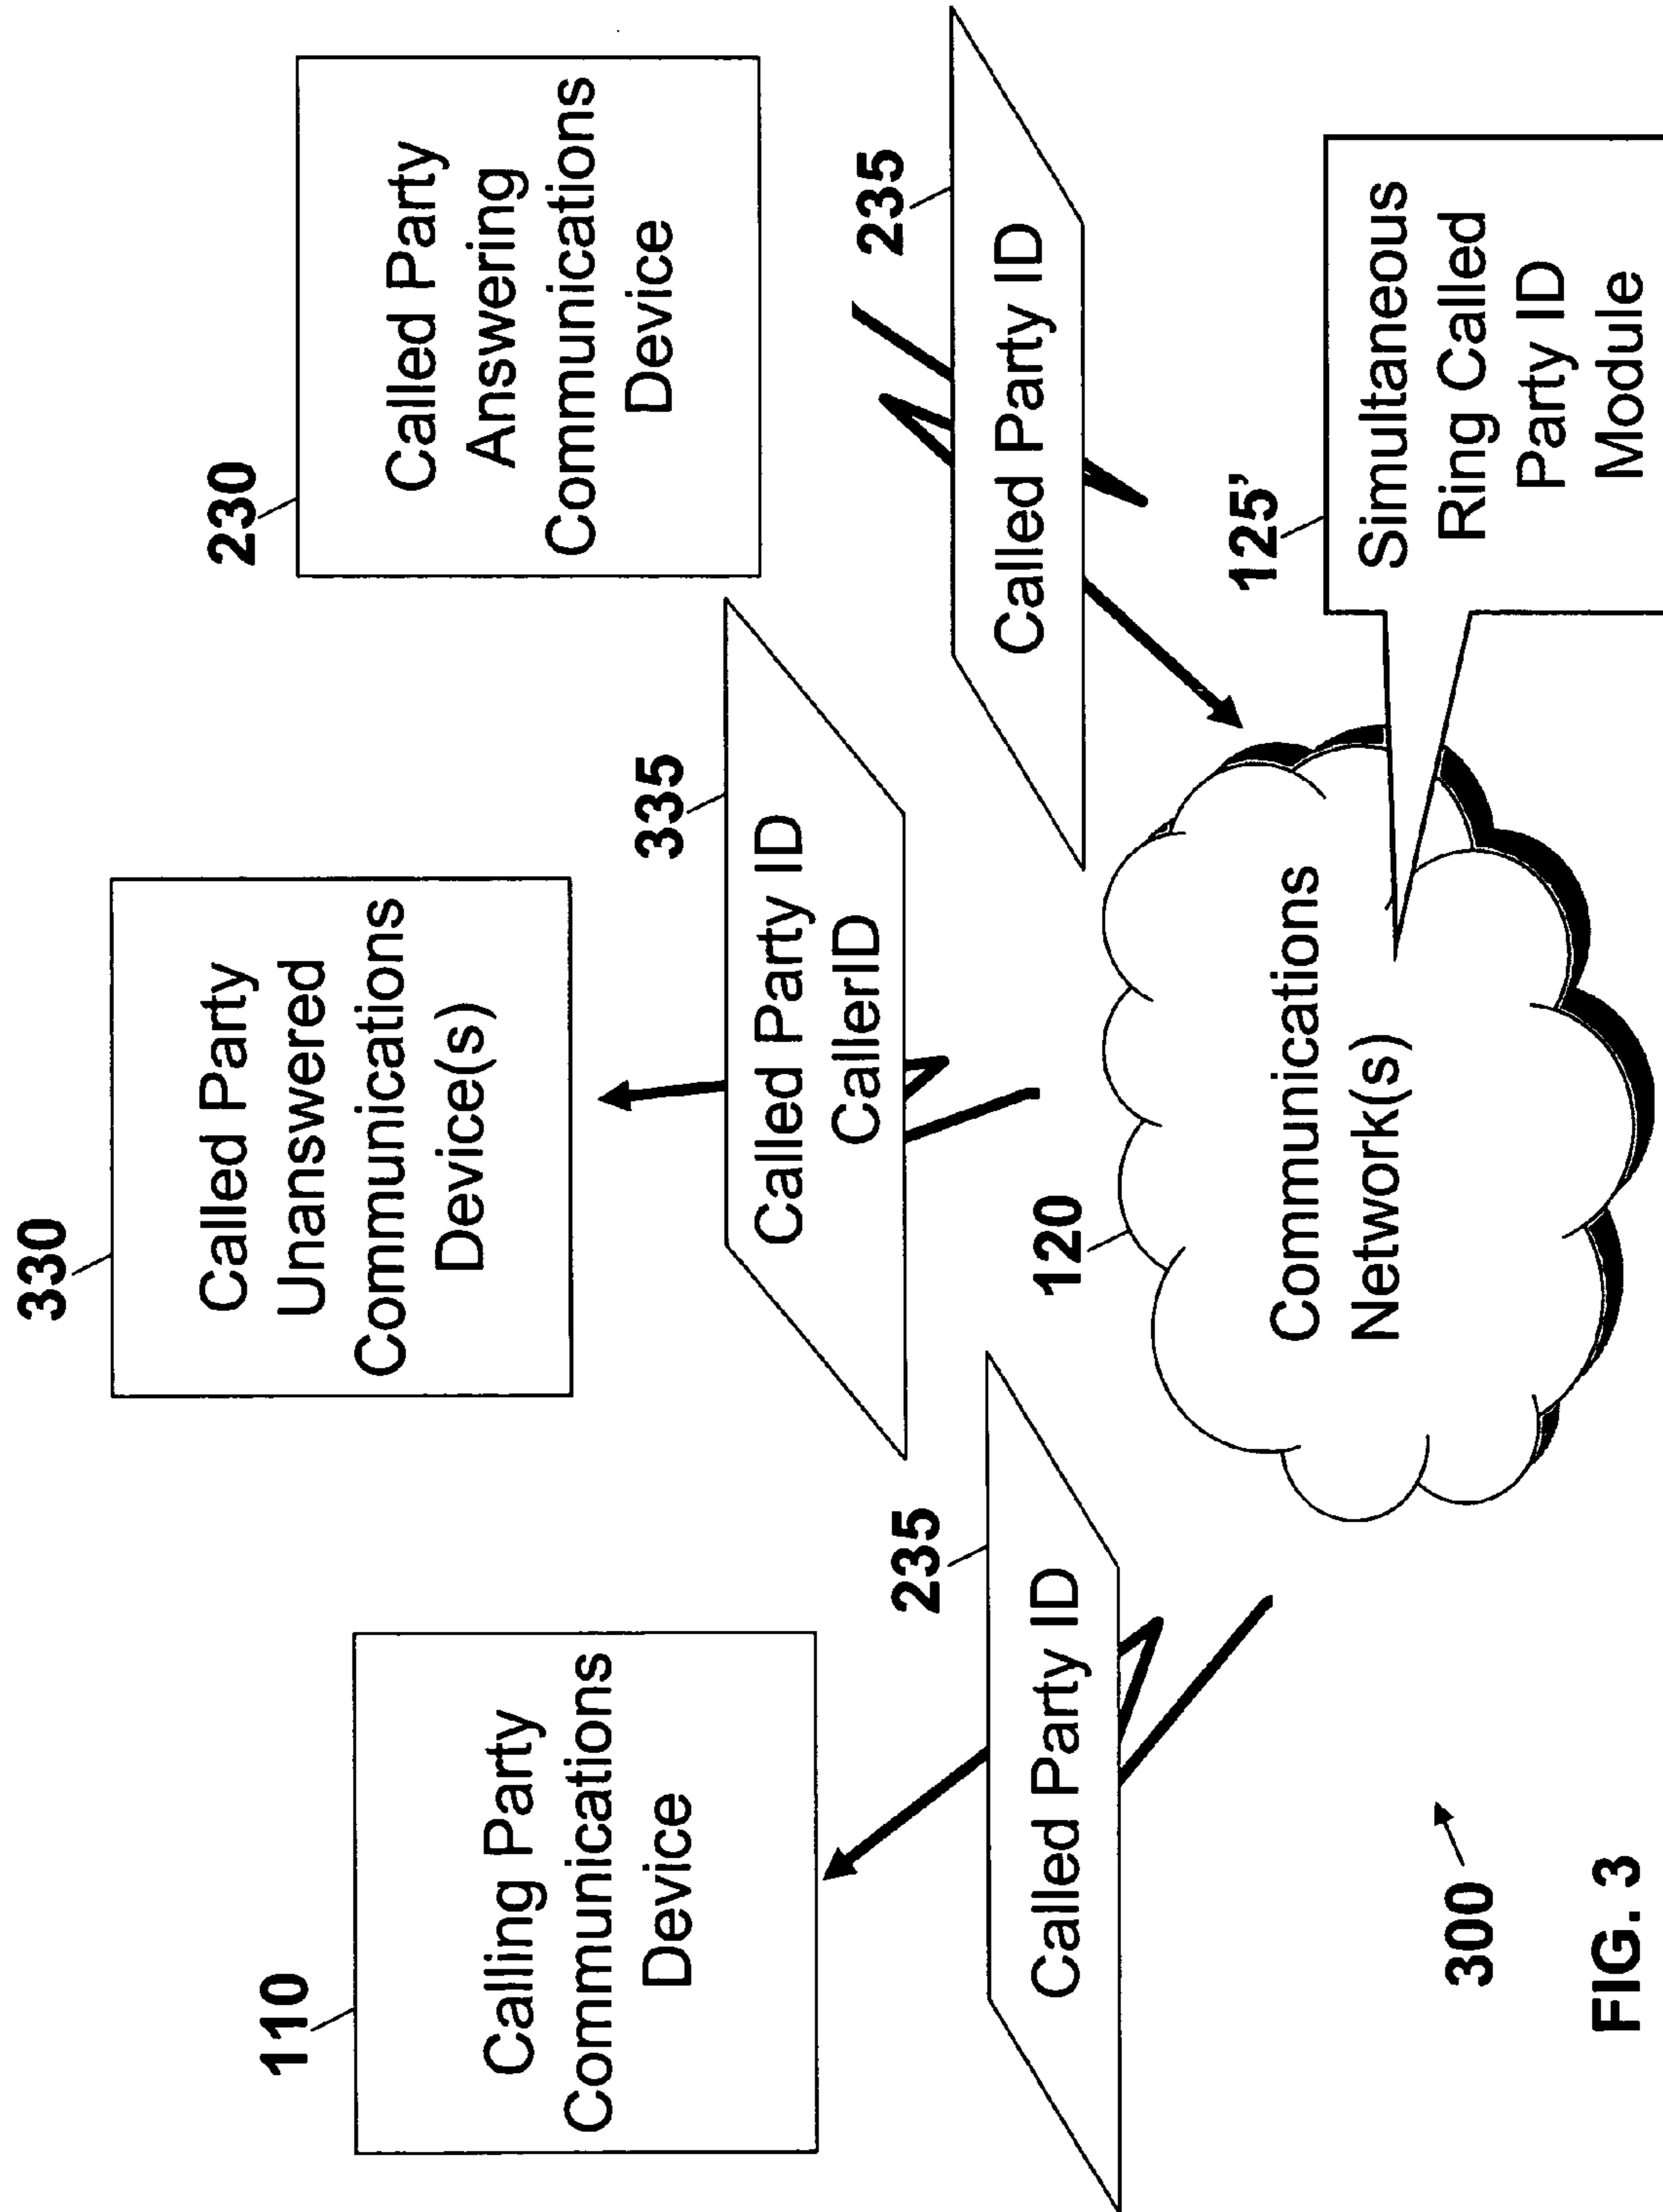 330
Called Party
Unanswered
Communications
Device(s)
230
Called Party
Answering
Communications
Device
110
Calling Party
Communications
Device
335
Called Party ID
CallerID
235
Called Party ID
235
Called Party ID
120
Communications
Network(s)
125'
Simultaneous
Ring Called
Party ID
Module
300
FIG. 3